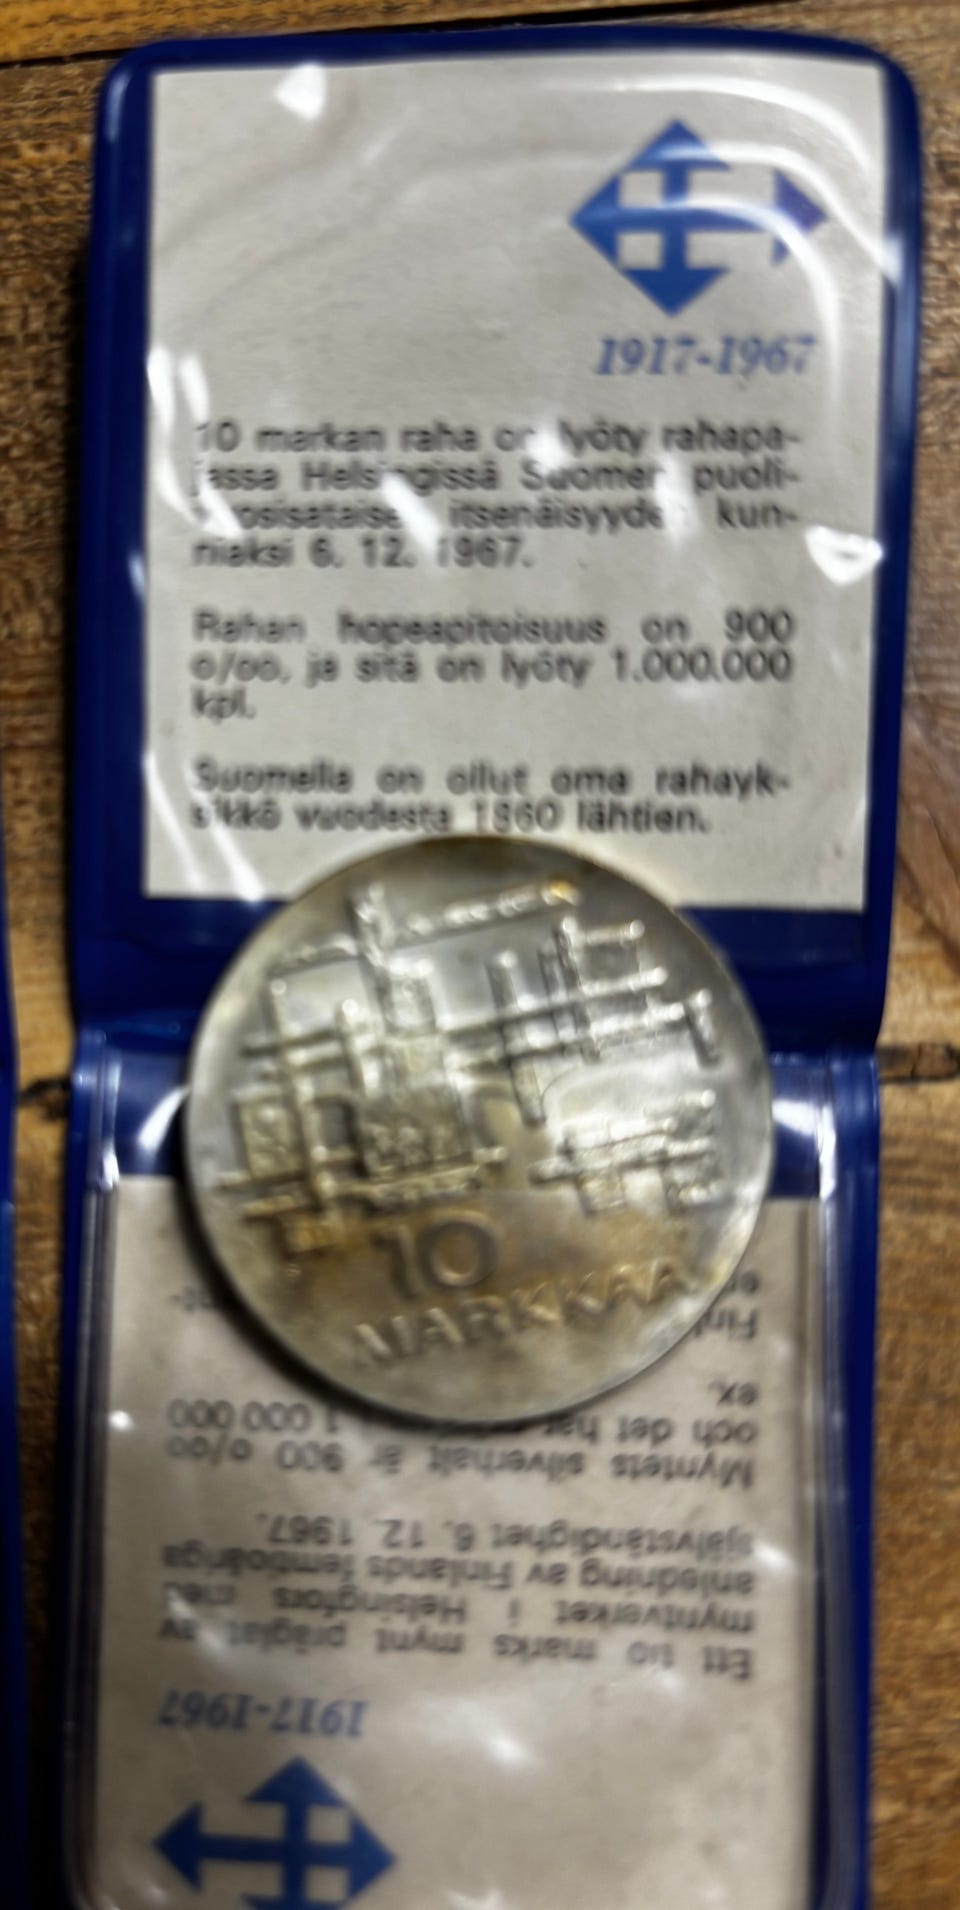 1917-1967
10 markan raha on lyöty rahapa-
jassa Helsingissä Suomen puoli-
vuosisataisen itsenäisyyden kun-
niaksi 6. 12. 1967.
Rahan hopeapitoisuus on 900
o/oo, ja sitä on lyöty 1.000.000
kpl.
Suomella on ollut oma rahayk-
sikkö vuodesta 1860 lähtien.
10
MARKKAA
1917-1967
Ett tio marks mynt präglat av
myntverket i Helsingfors med
anledning av Finlands femtioåriga
självständighet 6. 12. 1967.
Myntets silverhalt är 900 o/oo
och det har 1 000 000
ex.